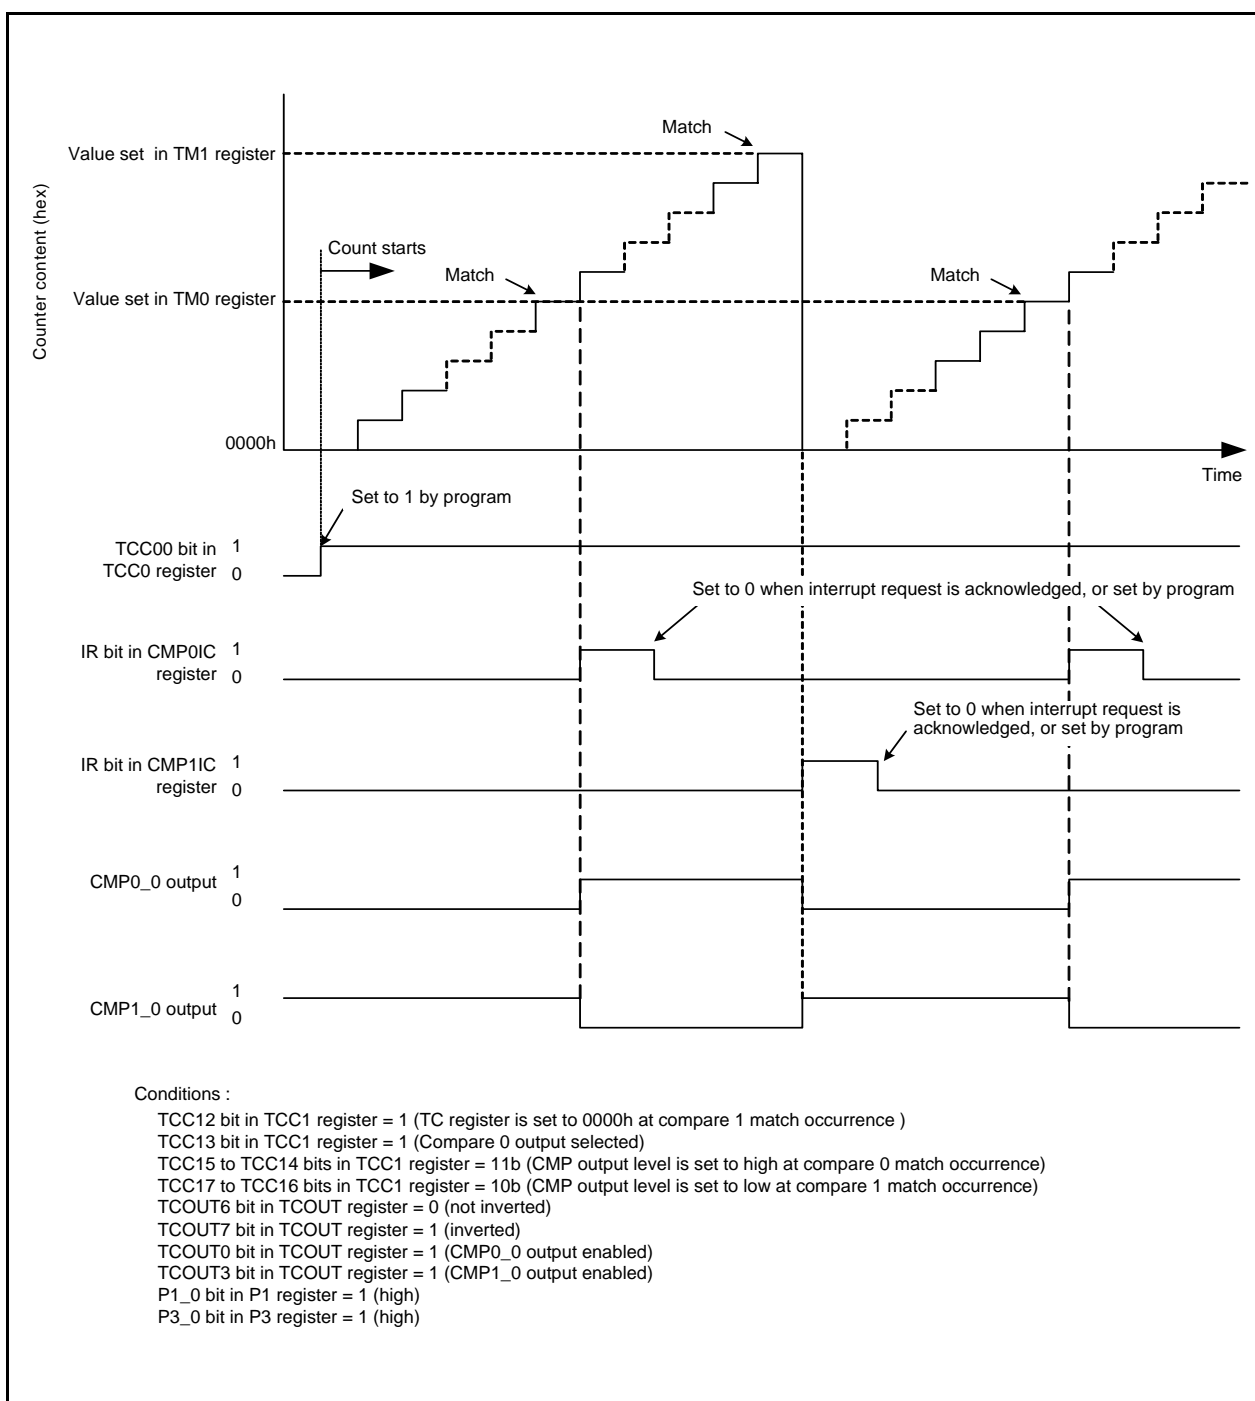 Match
Value set in TM1 register
Counter content (hex)
Count starts
Match
Match
Value set in TM0 register
0000h
Time
Set to 1 by program
TCC00 bit in
TCC0 register
1
0
Set to 0 when interrupt request is acknowledged, or set by program
IR bit in CMP0IC
register
1
0
Set to 0 when interrupt request is
acknowledged, or set by program
IR bit in CMP1IC
register
1
0
CMP0_0 output
1
0
CMP1_0 output
1
0
Conditions :
TCC12 bit in TCC1 register = 1 (TC register is set to 0000h at compare 1 match occurrence )
TCC13 bit in TCC1 register = 1 (Compare 0 output selected)
TCC15 to TCC14 bits in TCC1 register = 11b (CMP output level is set to high at compare 0 match occurrence)
TCC17 to TCC16 bits in TCC1 register = 10b (CMP output level is set to low at compare 1 match occurrence)
TCOUT6 bit in TCOUT register = 0 (not inverted)
TCOUT7 bit in TCOUT register = 1 (inverted)
TCOUT0 bit in TCOUT register = 1 (CMP0_0 output enabled)
TCOUT3 bit in TCOUT register = 1 (CMP1_0 output enabled)
P1_0 bit in P1 register = 1 (high)
P3_0 bit in P3 register = 1 (high)